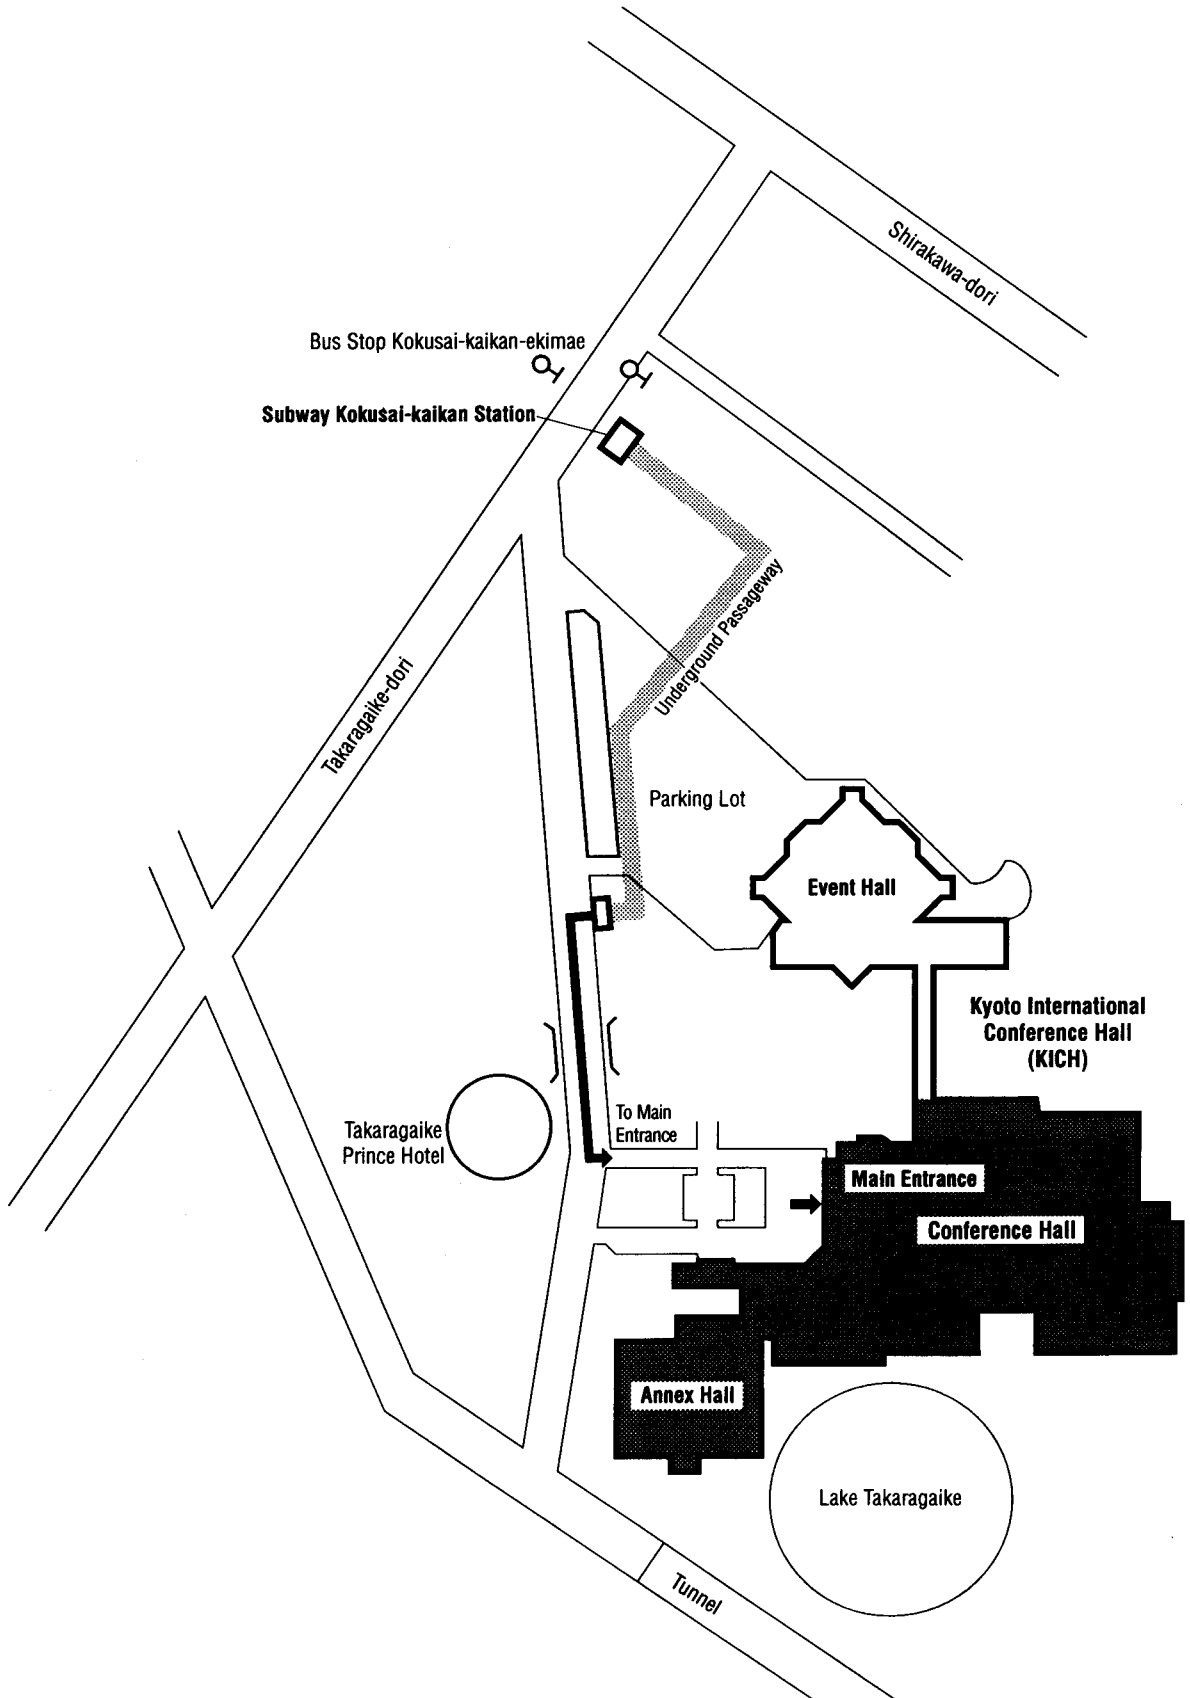 Shirakawa-dori
Bus Stop Kokusai-kaikan-ekimae
Subway Kokusai-kaikan Station
Underground Passageway
Takaragaike-dori
Parking Lot
Event Hall
Kyoto International
Conference Hall
(KICH)
To Main
Entrance
Takaragaike
Prince Hotel
Main Entrance
Conference Hall
Annex Hall
Lake Takaragaike
Tunnel